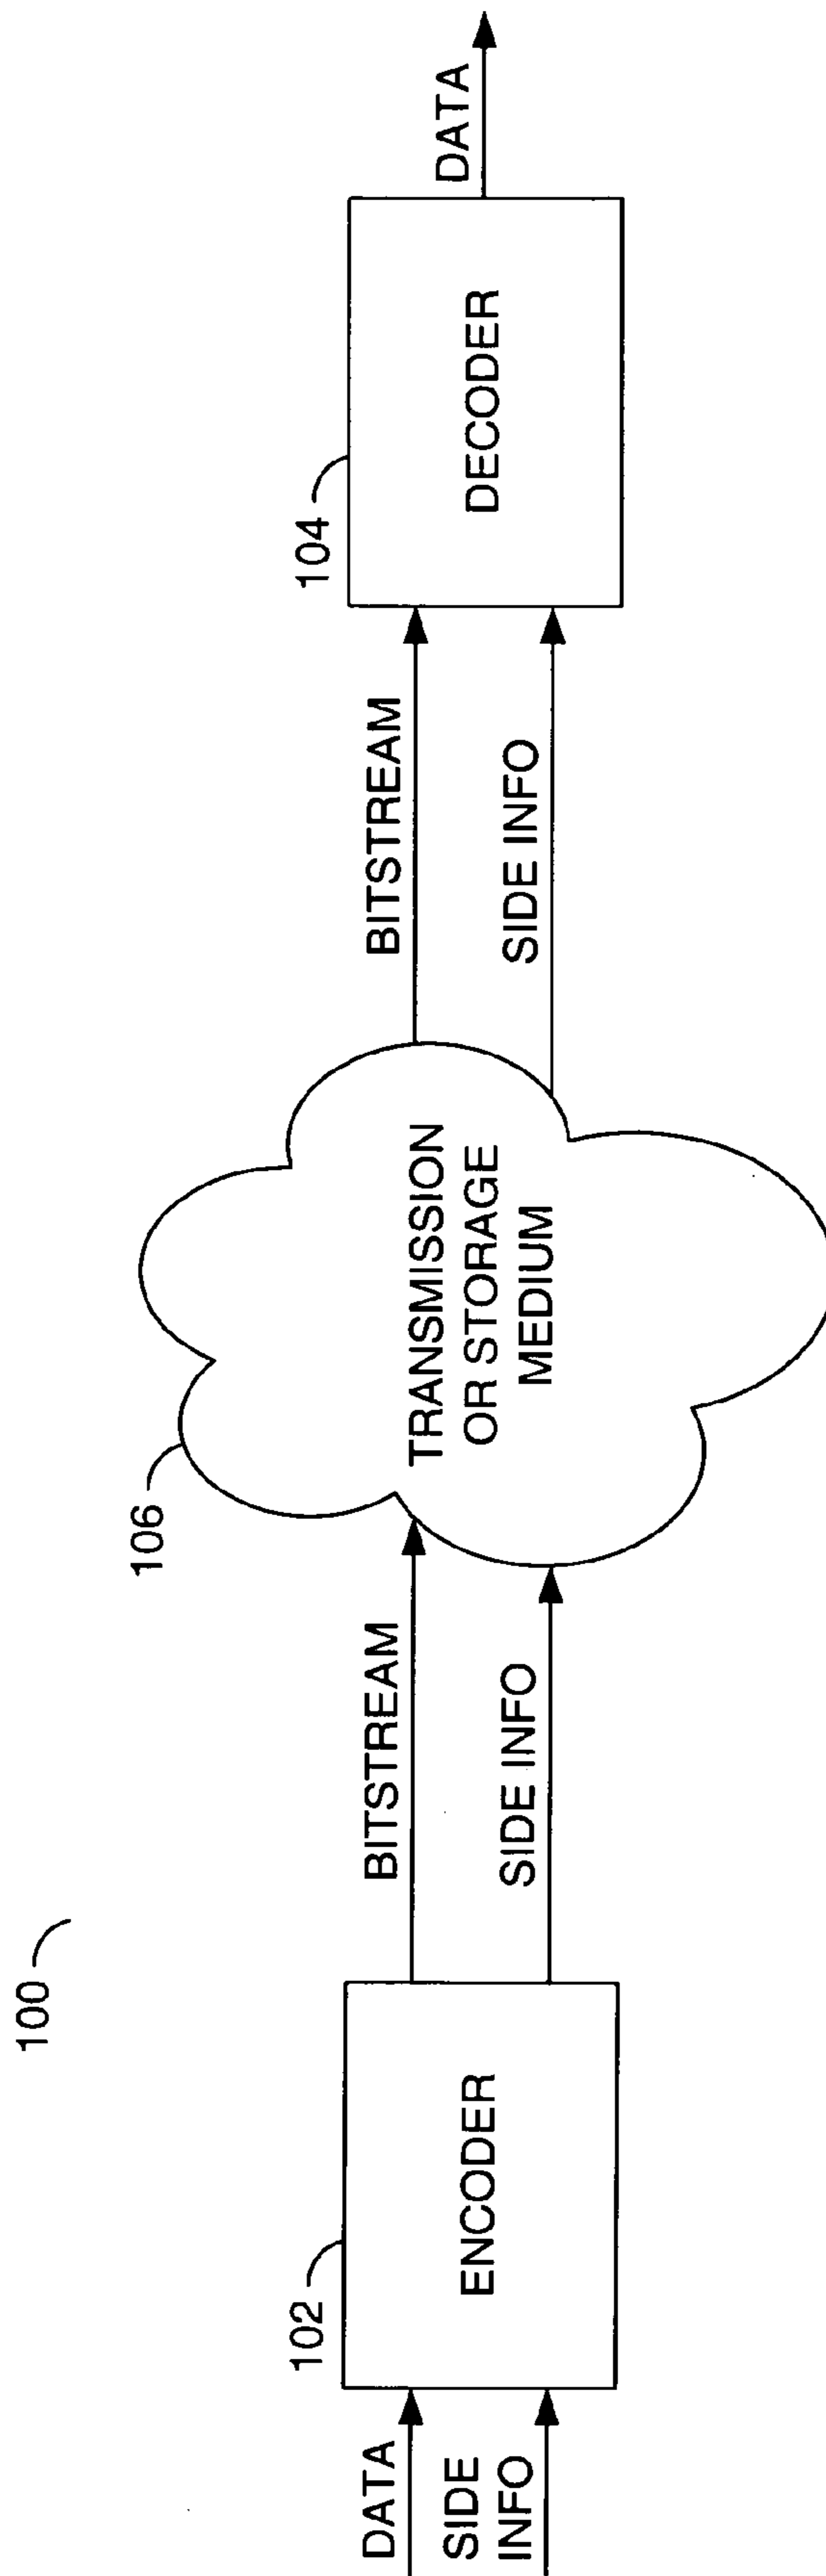 100
DATA
SIDE
INFO
102
ENCODER
BITSTREAM
SIDE INFO
106
TRANSMISSION
OR STORAGE
MEDIUM
BITSTREAM
SIDE INFO
104
DECODER
DATA